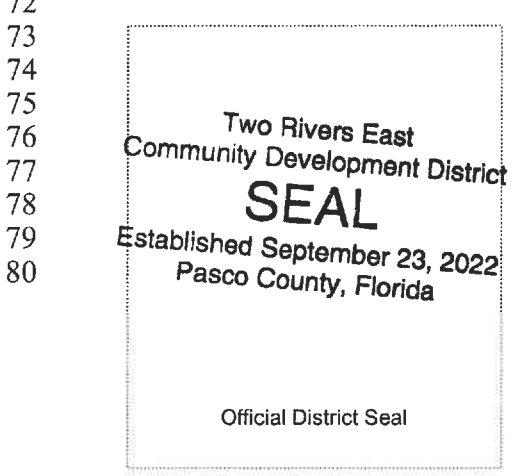 72
73
74
75
76
77
78
79
80
Two Rivers East
Community Development District
SEAL
Established September 23, 2022
Pasco County, Florida
Official District Seal